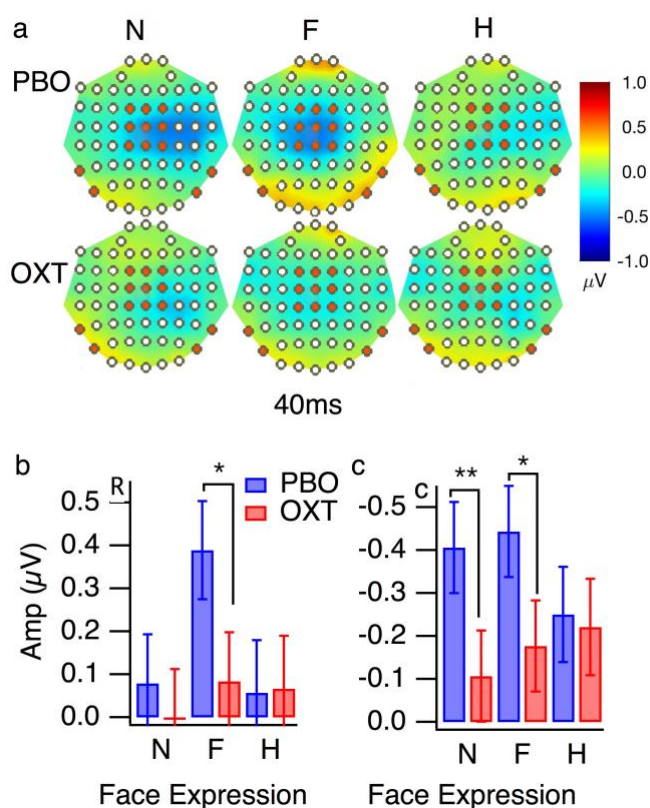 a
N F H
PBO
OXT
1.0
0.5
0.0
-0.5
-1.0
μV
40ms
b
R
PBO
OXT
*
0.5
0.4
0.3
0.2
0.1
0.0
Amp (μV)
N F H
Face Expression
c
C
**
*
-0.5
-0.4
-0.3
-0.2
-0.1
0.0
N F H
Face Expression